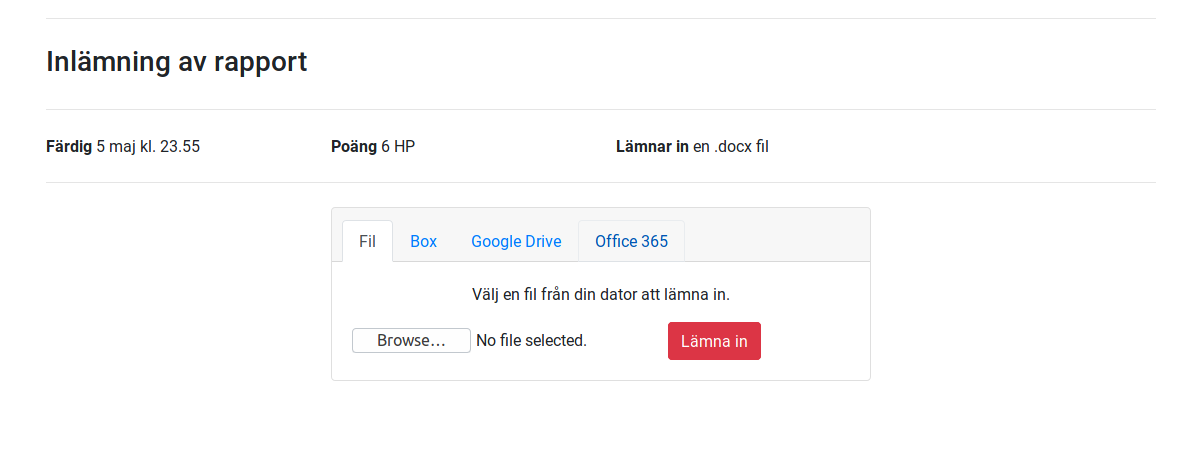 Inlämning av rapport
Färdig 5 maj kl. 23.55 Poäng 6 HP Lämnar in en .docx fil
Fil Box Google Drive Office 365
Välj en fil från din dator att lämna in.
Browse... No file selected. Lämna in